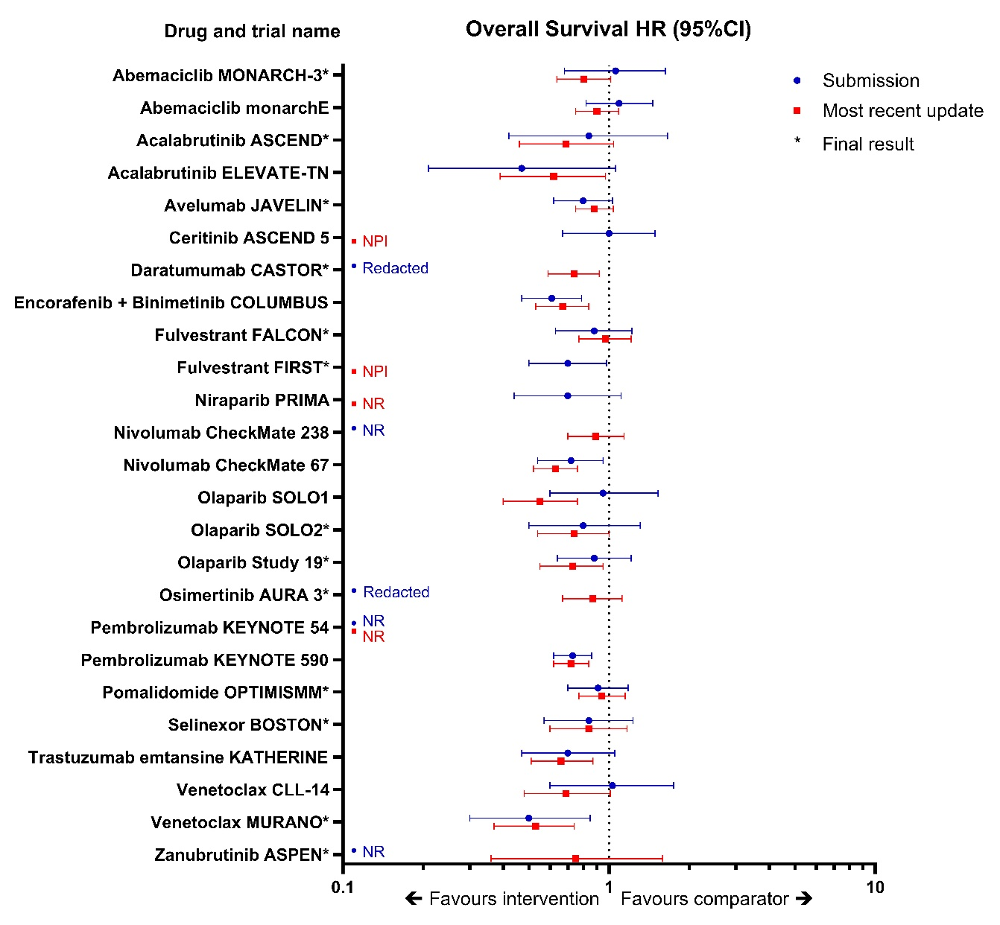 Drug and trial name
Overall Survival HR (95%CI)
Submission
Most recent update
* Final result
Abemaciclib MONARCH-3*
Abemaciclib monarchE
Acalabrutinib ASCEND*
Acalabrutinib ELEVATE-TN
Avelumab JAVELIN*
Ceritinib ASCEND 5
NPI
Daratumumab CASTOR*
Redacted
Encorafenib + Binimetinib COLUMBUS
Fulvestrant FALCON*
Fulvestrant FIRST*
NPI
Niraparib PRIMA
NR
Nivolumab CheckMate 238
NR
Nivolumab CheckMate 67
Olaparib SOLO1
Olaparib SOLO2*
Olaparib Study 19*
Osimertinib AURA 3*
Redacted
Pembrolizumab KEYNOTE 54
NR
NR
Pembrolizumab KEYNOTE 590
Pomalidomide OPTIMISMM*
Selinexor BOSTON*
Trastuzumab emtansine KATHERINE
Venetoclax CLL-14
Venetoclax MURANO*
Zanubrutinib ASPEN*
NR
0.1 1 10
← Favours intervention Favours comparator →